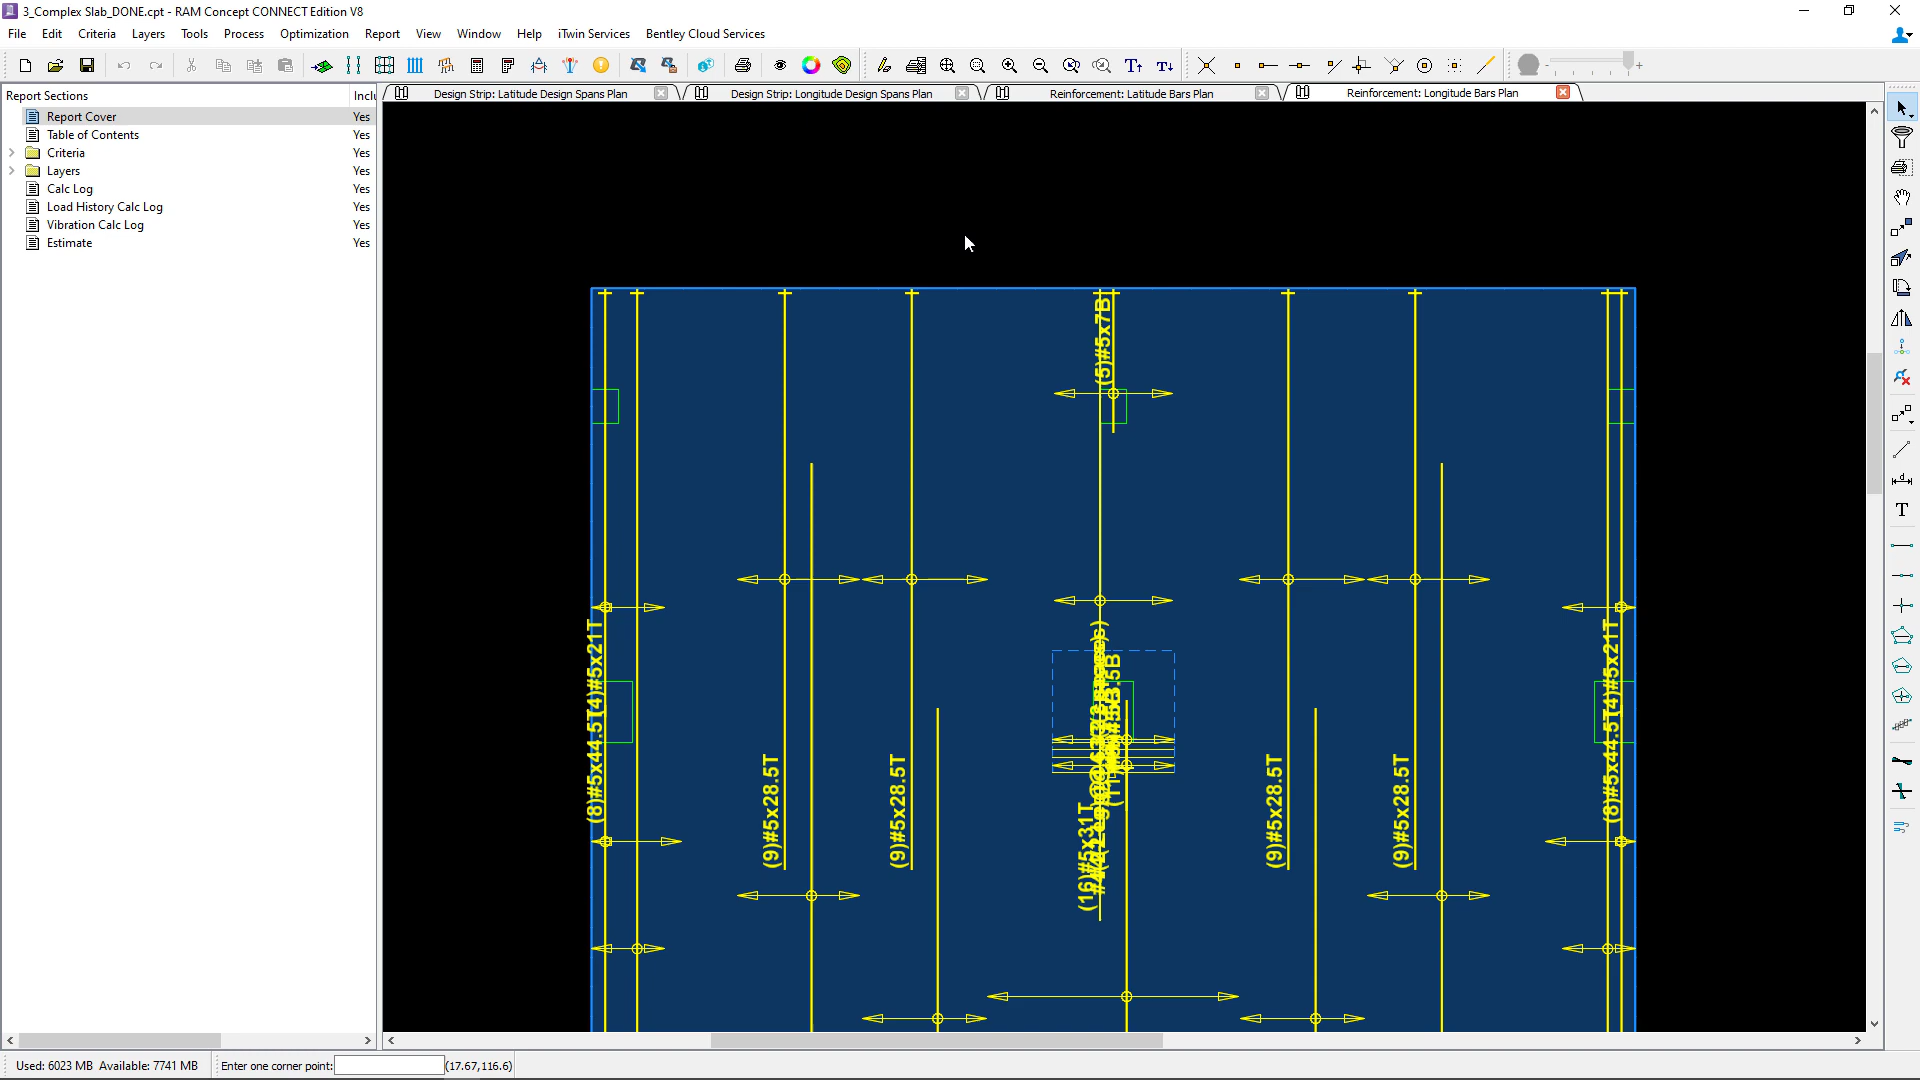 3_Complex Slab_DONE.cpt - RAM Concept CONNECT Edition V8
File Edit Criteria Layers Tools Process Optimization Report View Window Help iTwin Services Bentley Cloud Services
Report Sections Inclu
Design Strip: Latitude Design Spans Plan
Design Strip: Longitude Design Spans Plan
Reinforcement: Latitude Bars Plan
Reinforcement: Longitude Bars Plan
Report Cover Yes
Table of Contents Yes
Criteria Yes
Layers Yes
Calc Log Yes
Load History Calc Log Yes
Vibration Calc Log Yes
Estimate Yes
(5)#5x7B
(4)#5x21T
(8)#5x44.5T
(9)#5x28.5T
(9)#5x28.5T
(16)#5x31T
(9)#5x28.5T
(9)#5x28.5T
(4)#5x21T
(8)#5x44.5T
Used: 6023 MB Available: 7741 MB
Enter one corner point:
(17.67,116.6)